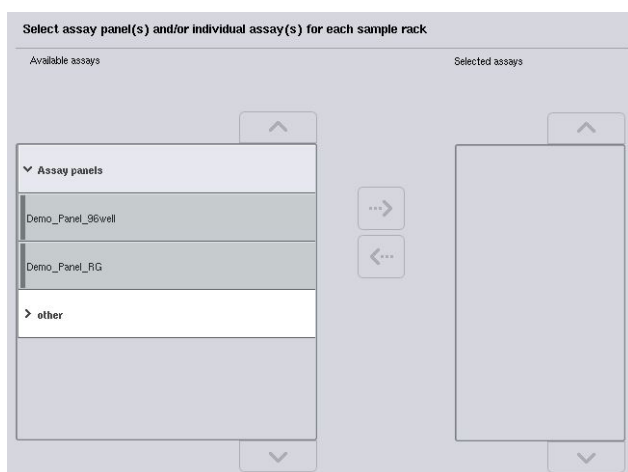 Select assay panel(s) and/or individual assay(s) for each sample rack
Available assays
Selected assays
Assay panels
Demo_Panel_96well
Demo_Panel_RG
other